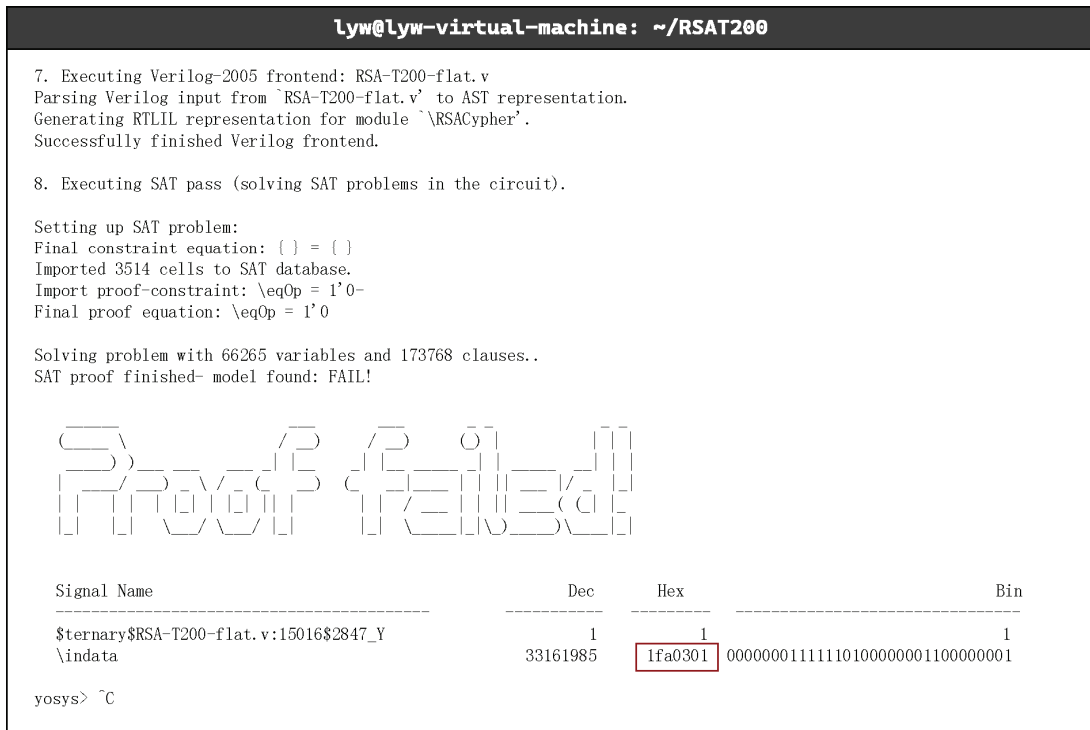 lyw@lyw-virtual-machine: ~/RSAT200
7. Executing Verilog-2005 frontend: RSA-T200-flat.v
Parsing Verilog input from `RSA-T200-flat.v' to AST representation.
Generating RTLIL representation for module `\RSACypher'.
Successfully finished Verilog frontend.
8. Executing SAT pass (solving SAT problems in the circuit).
Setting up SAT problem:
Final constraint equation: { } = { }
Imported 3514 cells to SAT database.
Import proof-constraint: \eqOp = 1'0-
Final proof equation: \eqOp = 1'0
Solving problem with 66265 variables and 173768 clauses..
SAT proof finished- model found: FAIL!
Proof failed!
Signal Name Dec Hex Bin
$ternary$RSA-T200-flat.v:15016$2847_Y 1 1 1
\indata 33161985 1fa0301 00000001111110100000001100000001
yosys> ^C